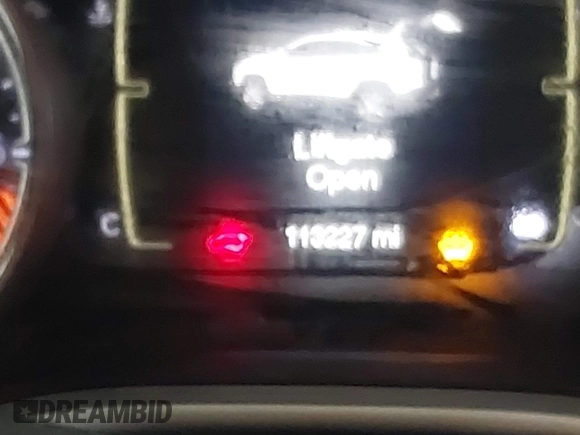 Liftgate
Open
C
113227 mi
DREAMBID